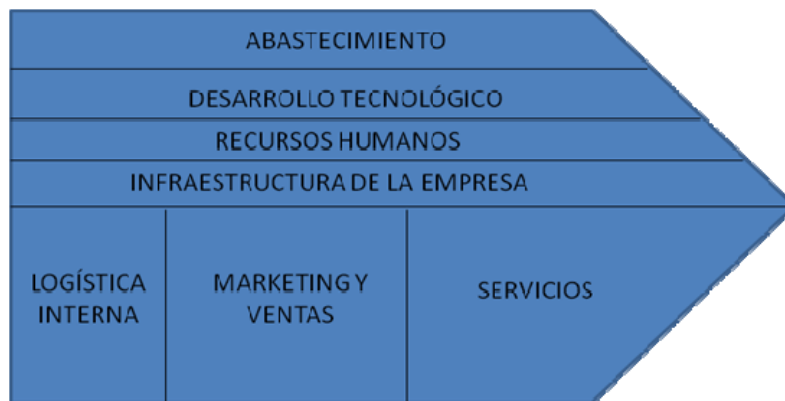 ABASTECIMIENTO
DESARROLLO TECNOLÓGICO
RECURSOS HUMANOS
INFRAESTRUCTURA DE LA EMPRESA
LOGÍSTICA
INTERNA
MARKETING Y
VENTAS
SERVICIOS